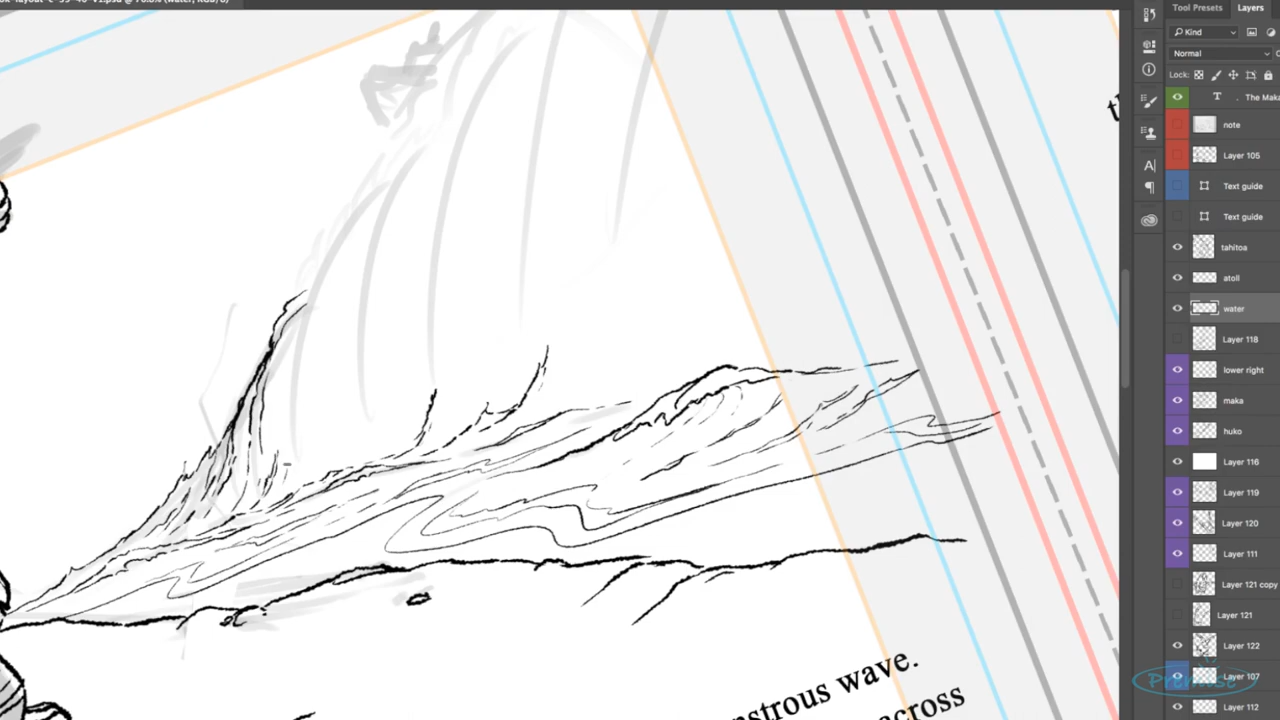 Tool Presets Layers
Kind
Normal
Lock:
T . The Maka
note
Layer 105
Text guide
Text guide
tahitoa
atoll
water
Layer 118
lower right
maka
huko
Layer 116
Layer 119
Layer 120
Layer 111
Layer 121 copy
Layer 121
Layer 122
Layer 107
Layer 112
A
nstrous wave.
across